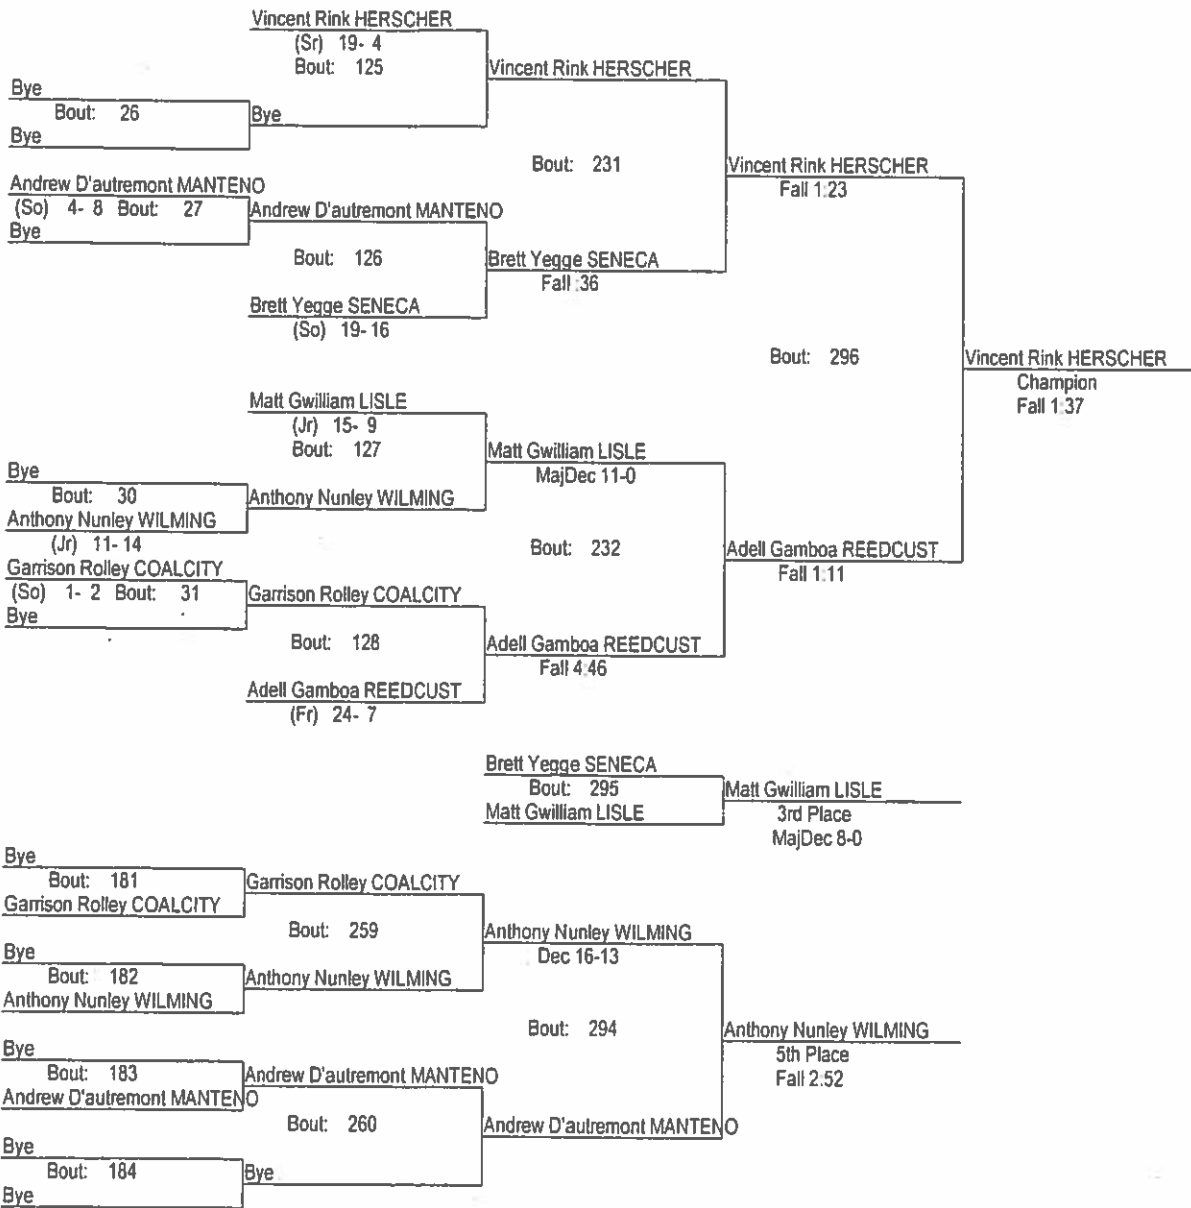 Vincent Rink HERSCHER
(Sr) 19- 4
Bout: 125
Vincent Rink HERSCHER
Bye
Bout: 26
Bye
Bye
Bout: 231
Vincent Rink HERSCHER
Fall 1:23
Andrew D'autremont MANTENO
(So) 4- 8 Bout: 27
Andrew D'autremont MANTENO
Bye
Bout: 126
Brett Yegge SENECA
Fall :36
Brett Yegge SENECA
(So) 19- 16
Bout: 296
Vincent Rink HERSCHER
Champion
Fall 1:37
Matt Gwilliam LISLE
(Jr) 15- 9
Bout: 127
Matt Gwilliam LISLE
MajDec 11-0
Bye
Bout: 30
Anthony Nunley WILMING
Anthony Nunley WILMING
(Jr) 11- 14
Bout: 232
Adell Gamboa REEDCUST
Fall 1:11
Garrison Rolley COALCITY
(So) 1- 2 Bout: 31
Garrison Rolley COALCITY
Bye
Bout: 128
Adell Gamboa REEDCUST
Fall 4:46
Adell Gamboa REEDCUST
(Fr) 24- 7
Brett Yegge SENECA
Bout: 295
Matt Gwilliam LISLE
Matt Gwilliam LISLE
3rd Place
MajDec 8-0
Bye
Bout: 181
Garrison Rolley COALCITY
Garrison Rolley COALCITY
Bout: 259
Anthony Nunley WILMING
Dec 16-13
Bye
Bout: 182
Anthony Nunley WILMING
Anthony Nunley WILMING
Bout: 294
Anthony Nunley WILMING
5th Place
Fall 2:52
Bye
Bout: 183
Andrew D'autremont MANTENO
Andrew D'autremont MANTENO
Bout: 260
Andrew D'autremont MANTENO
Bye
Bout: 184
Bye
Bye